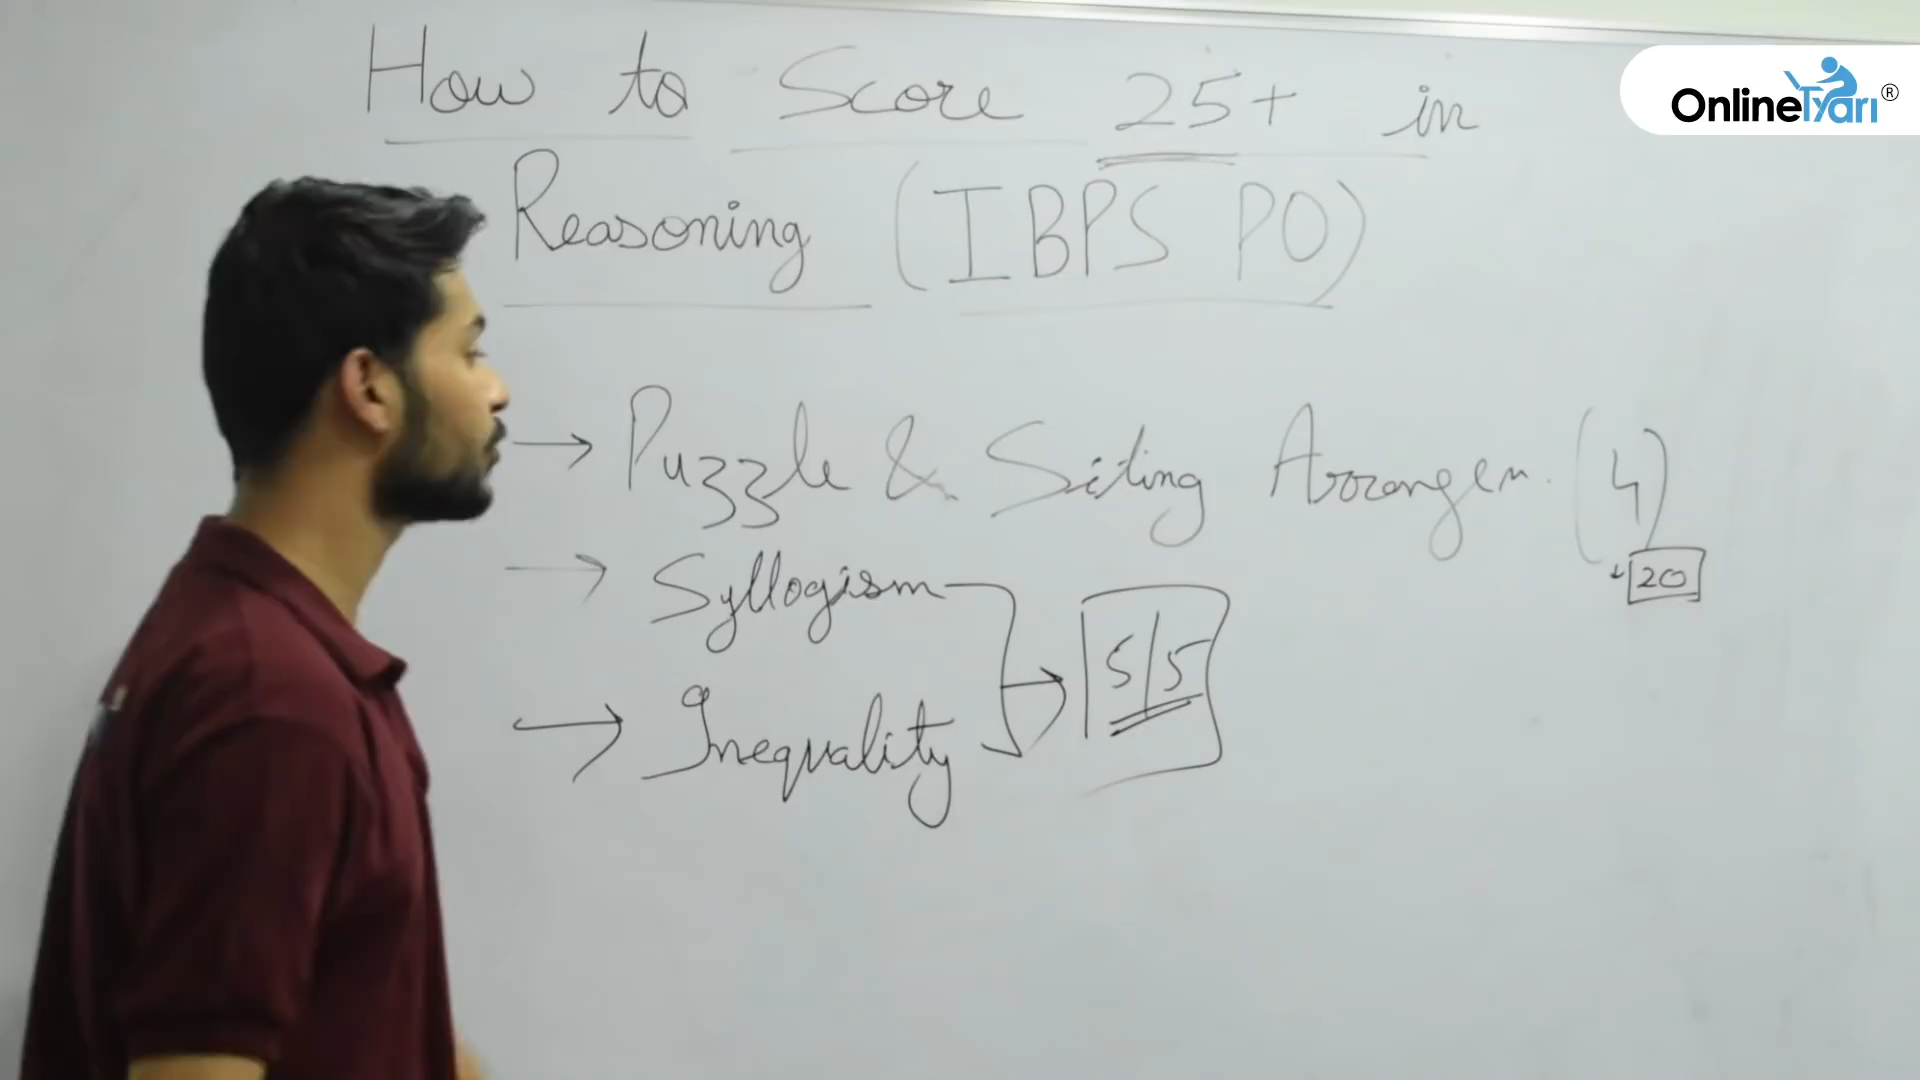 How to Score 25+ in
OnlineTyari®
Reasoning (IBPS PO)
→ Puzzle & Sitting Arrangem. (4)
20
→ Syllogism
5/5
→ Inequality